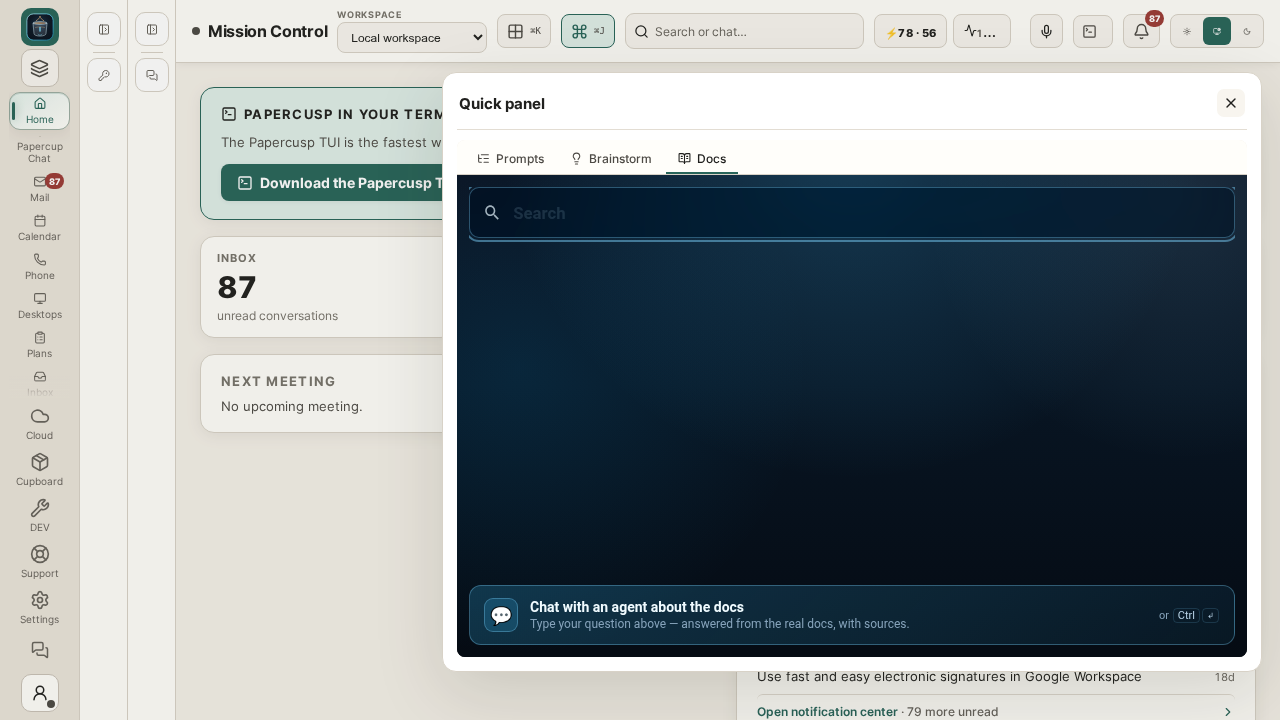 Mission Control
WORKSPACE
Local workspace
⌘K
⌘J
Search or chat...
⚡78 · 56
1...
87
Home
Papercup
Chat
87
Mail
Calendar
Phone
Desktops
Plans
Inbox
Cloud
Cupboard
DEV
Support
Settings
PAPERCUSP IN YOUR TERM
The Papercusp TUI is the fastest w
Download the Papercusp T
INBOX
87
unread conversations
NEXT MEETING
No upcoming meeting.
Quick panel
Prompts
Brainstorm
Docs
Search
Chat with an agent about the docs
Type your question above — answered from the real docs, with sources.
or Ctrl ↵
Use fast and easy electronic signatures in Google Workspace
18d
Open notification center · 79 more unread